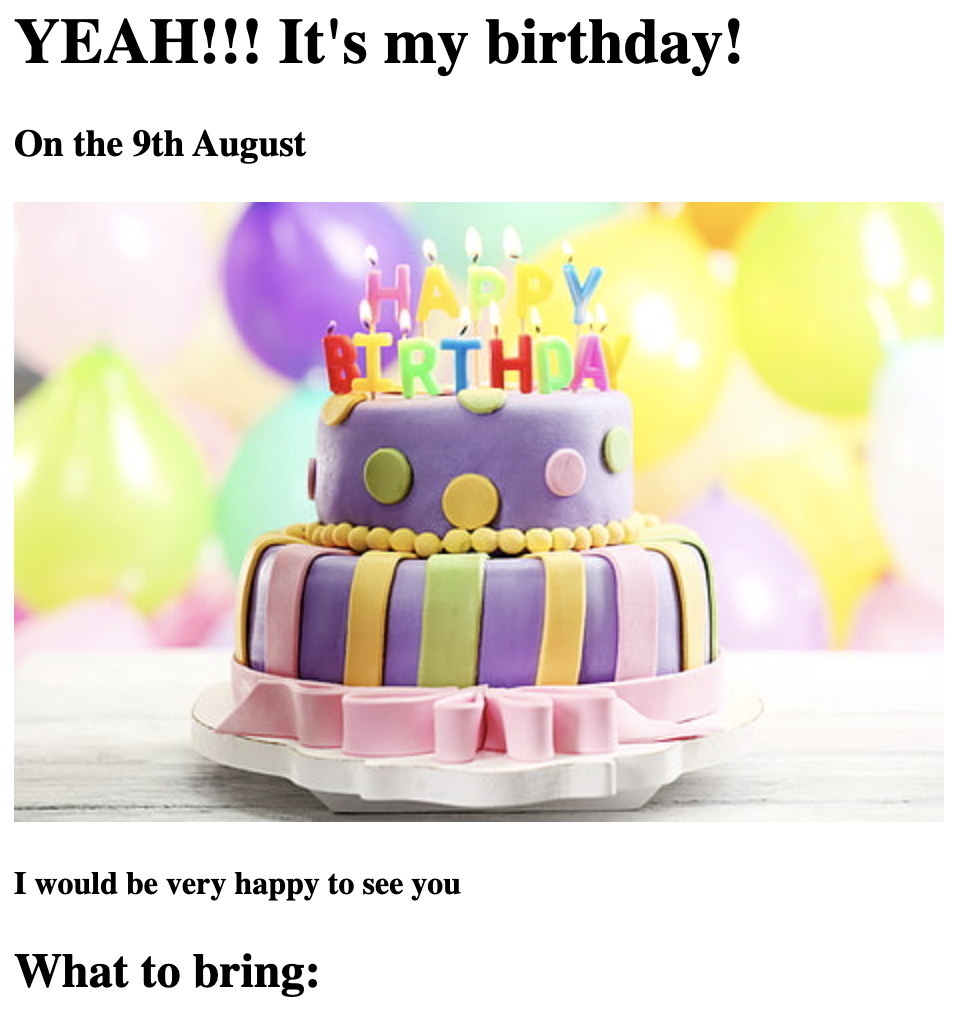 YEAH!!! It's my birthday!
On the 9th August
HAPPY
BIRTHDAY
I would be very happy to see you
What to bring: